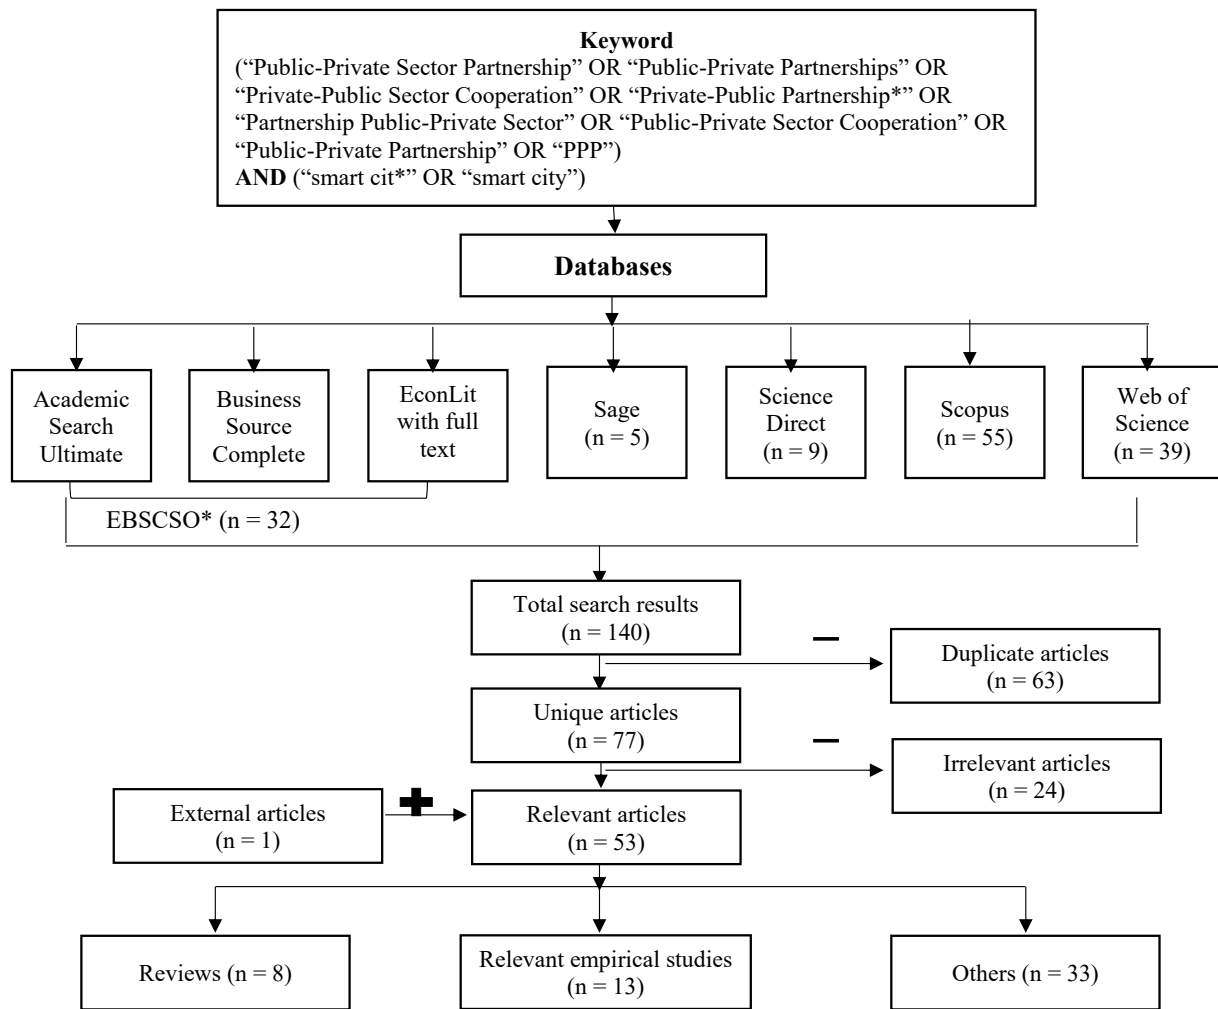 Keyword
(“Public-Private Sector Partnership” OR “Public-Private Partnerships” OR
“Private-Public Sector Cooperation” OR “Private-Public Partnership*” OR
“Partnership Public-Private Sector” OR “Public-Private Sector Cooperation” OR
“Public-Private Partnership” OR “PPP”)
AND (“smart cit*” OR “smart city”)
Databases
Academic
Search
Ultimate
Business
Source
Complete
EconLit
with full
text
Sage
(n = 5)
Science
Direct
(n = 9)
Scopus
(n = 55)
Web of
Science
(n = 39)
EBSCSO* (n = 32)
Total search results
(n = 140)
Duplicate articles
(n = 63)
Unique articles
(n = 77)
Irrelevant articles
(n = 24)
External articles
(n = 1)
Relevant articles
(n = 53)
Reviews (n = 8)
Relevant empirical studies
(n = 13)
Others (n = 33)